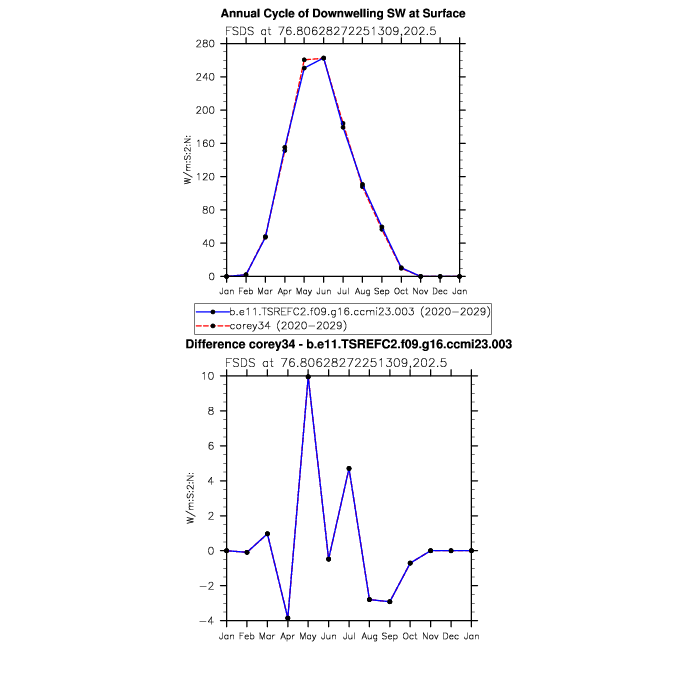 Annual Cycle of Downwelling SW at Surface
FSDS at 76.80628272251309,202.5
280
240
200
160
120
80
40
0
W/m:S:2:N:
Jan Feb Mar Apr May Jun Jul Aug Sep Oct Nov Dec Jan
b.e11.TSREFC2.f09.g16.ccmi23.003 (2020-2029)
corey34 (2020-2029)
Difference corey34 - b.e11.TSREFC2.f09.g16.ccmi23.003
FSDS at 76.80628272251309,202.5
10
8
6
4
2
0
-2
-4
W/m:S:2:N:
Jan Feb Mar Apr May Jun Jul Aug Sep Oct Nov Dec Jan